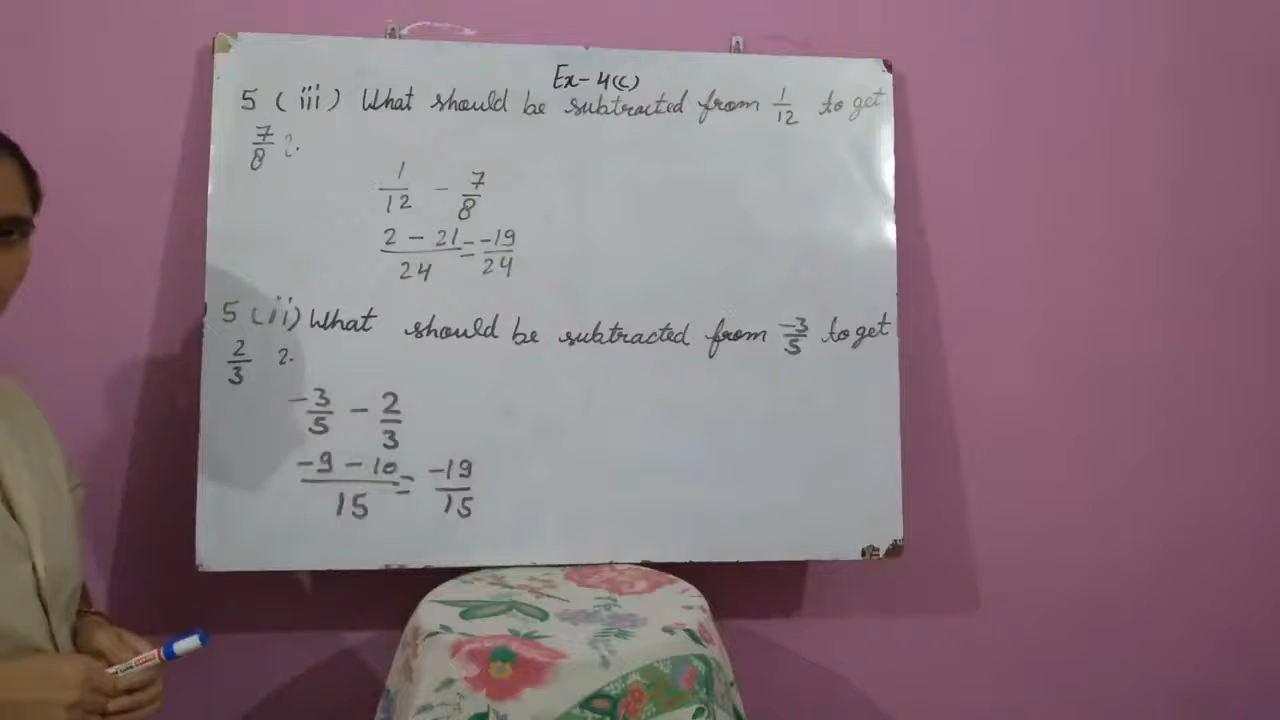 Ex-4(c)
5 (iii) What should be subtracted from 1/12 to get
7/8 ?.
1/12 - 7/8
2 - 21/24 = -19/24
5 (ii) What should be subtracted from -3/5 to get
2/3 ?.
-3/5 - 2/3
-9 - 10/15 = -19/15